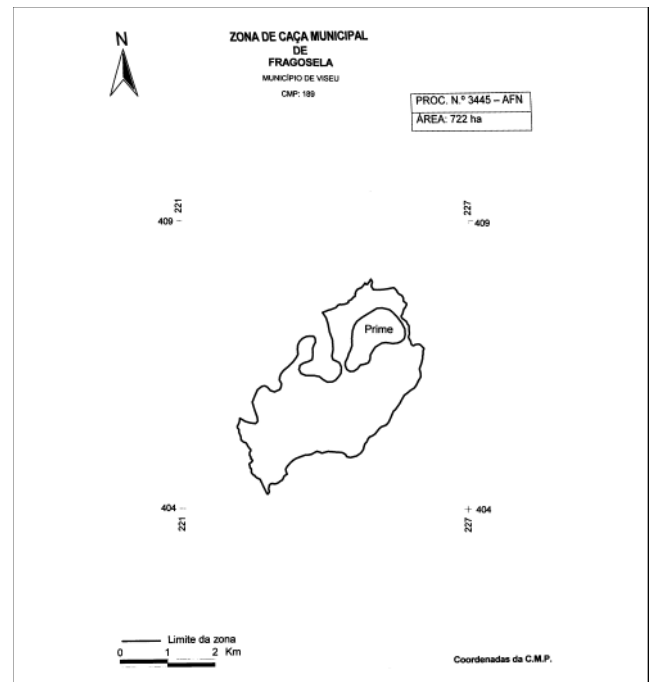 N
ZONA DE CAÇA MUNICIPAL
DE
FRAGOSELA
MUNICÍPIO DE VISEU
CMP: 189
PROC. N.º 3445 – AFN
ÁREA: 722 ha
221
409
227
409
Prime
404
221
404
227
Limite da zona
0 1 2 Km
Coordenadas da C.M.P.